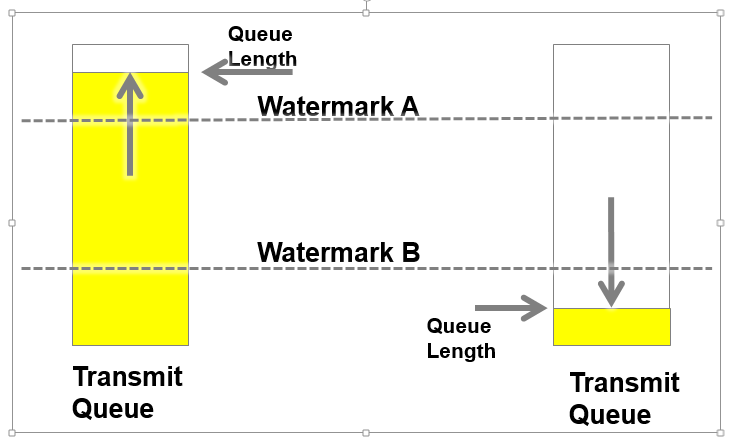 Queue
Length
Watermark A
Watermark B
Queue
Length
Transmit
Queue
Transmit
Queue